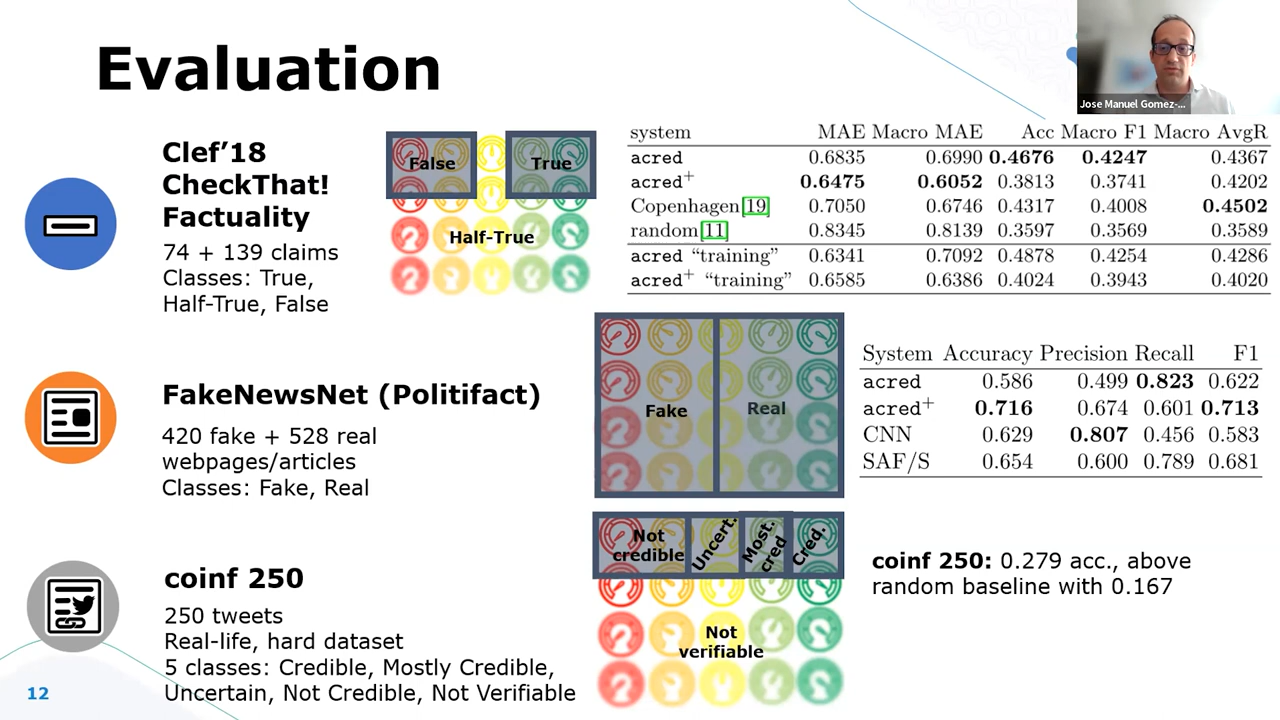 Evaluation
Jose Manuel Gomez-...
Clef'18
CheckThat!
Factuality
74 + 139 claims
Classes: True,
Half-True, False
False
True
Half-True
system MAE Macro MAE Acc Macro F1 Macro AvgR
acred 0.6835 0.6990 0.4676 0.4247 0.4367
acred+ 0.6475 0.6052 0.3813 0.3741 0.4202
Copenhagen[19] 0.7050 0.6746 0.4317 0.4008 0.4502
random[11] 0.8345 0.8139 0.3597 0.3569 0.3589
acred "training" 0.6341 0.7092 0.4878 0.4254 0.4286
acred+ "training" 0.6585 0.6386 0.4024 0.3943 0.4020
FakeNewsNet (Politifact)
420 fake + 528 real
webpages/articles
Classes: Fake, Real
Fake
Real
System Accuracy Precision Recall F1
acred 0.586 0.499 0.823 0.622
acred+ 0.716 0.674 0.601 0.713
CNN 0.629 0.807 0.456 0.583
SAF/S 0.654 0.600 0.789 0.681
coinf 250
250 tweets
Real-life, hard dataset
5 classes: Credible, Mostly Credible,
Uncertain, Not Credible, Not Verifiable
Not
credible
Uncert.
Most.
cred
Cred.
Not
verifiable
coinf 250: 0.279 acc., above
random baseline with 0.167
12